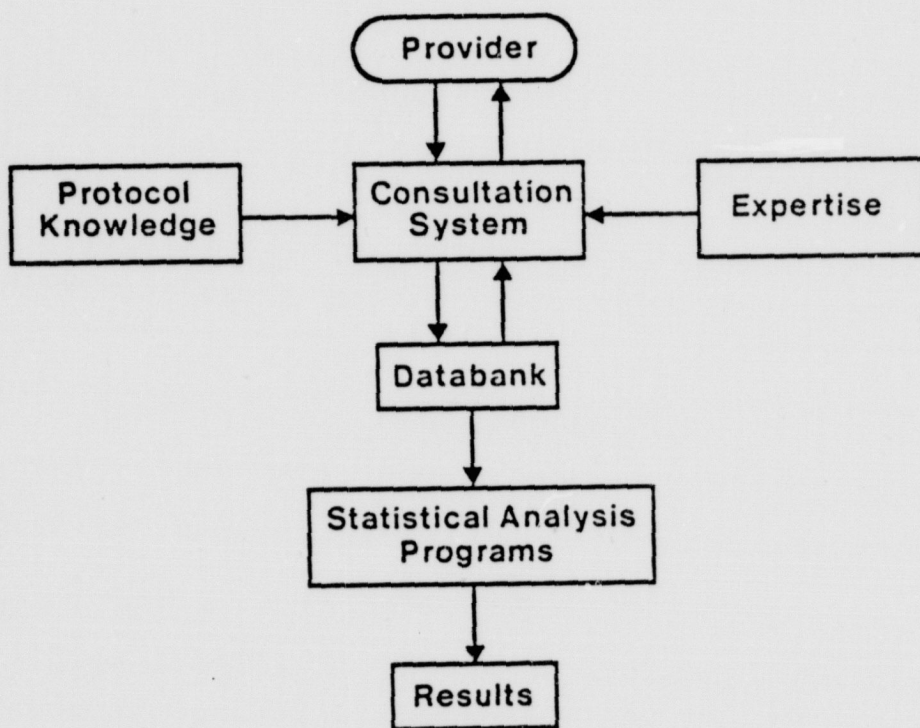 Provider
Protocol
Knowledge
Consultation
System
Expertise
Databank
Statistical Analysis
Programs
Results